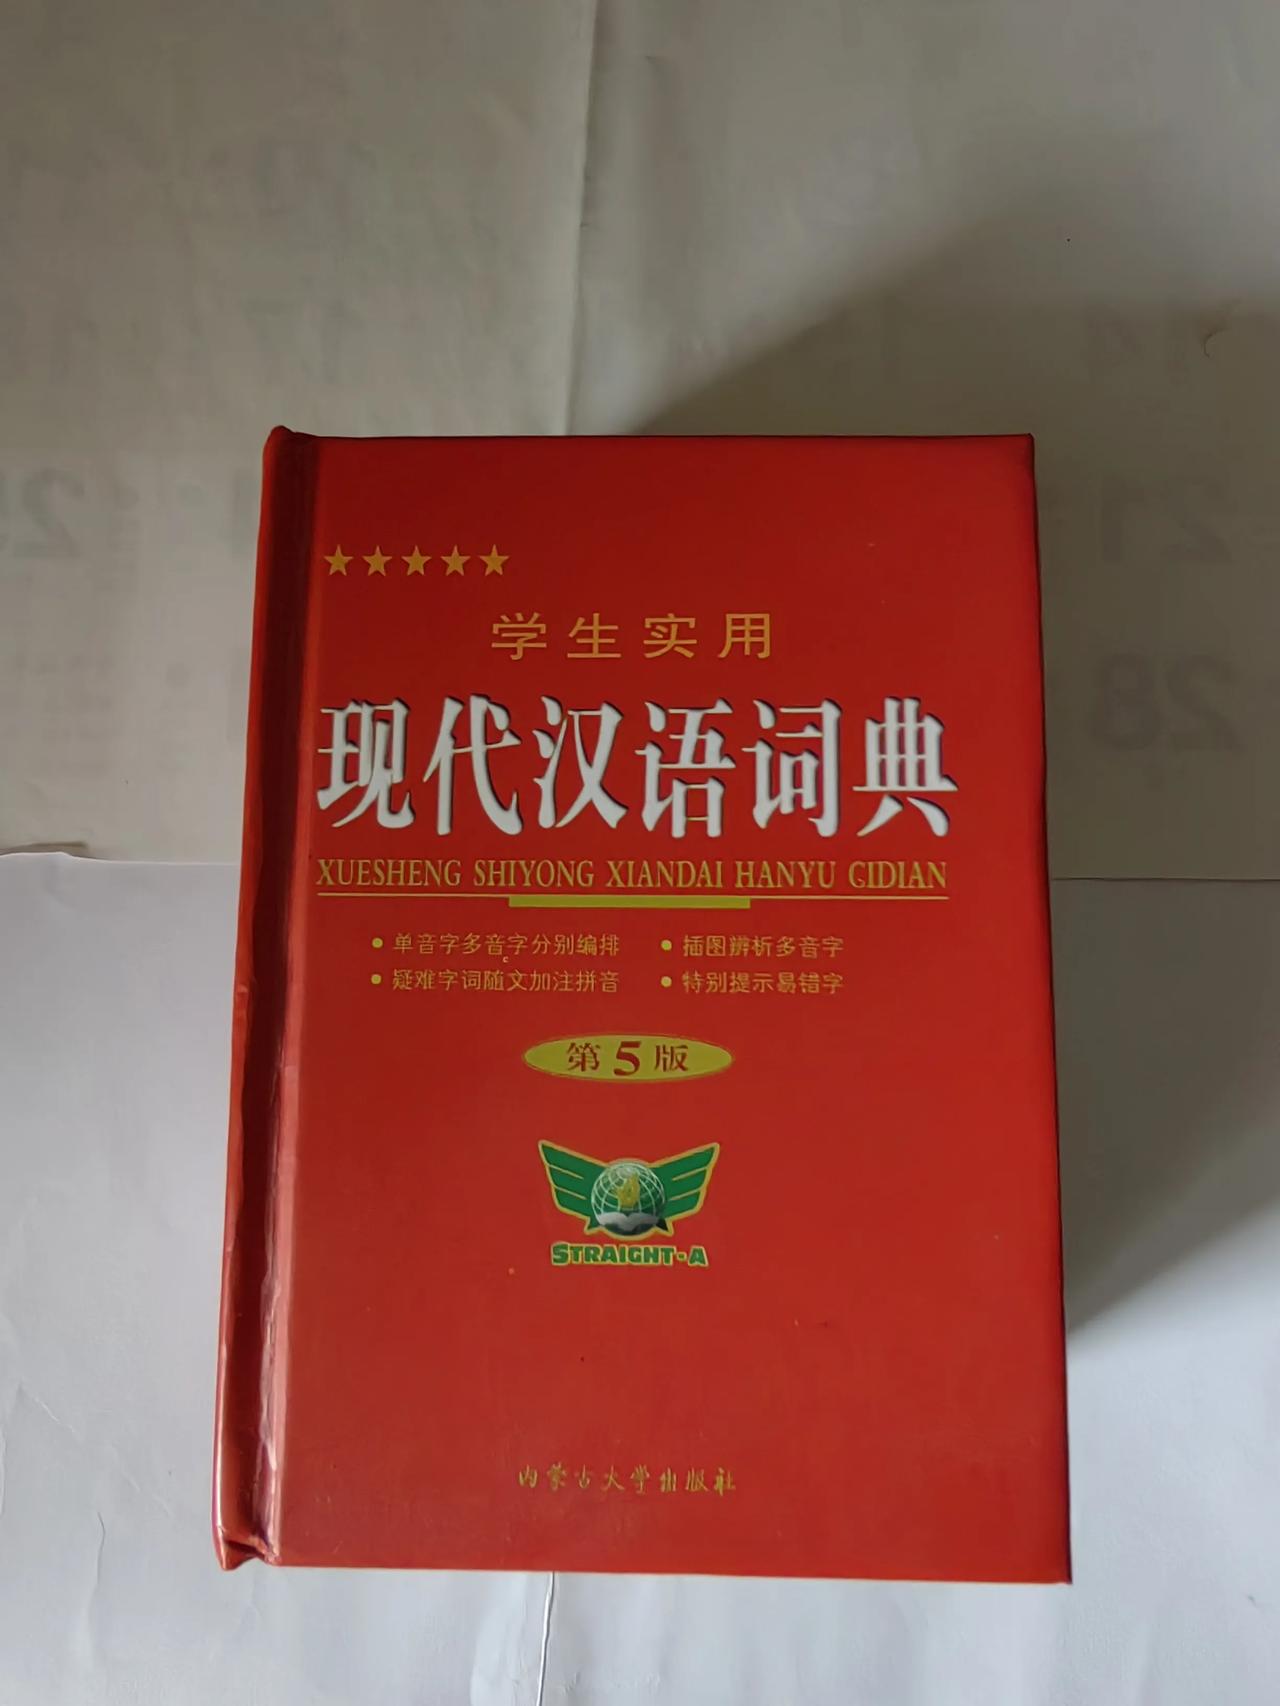 学生实用
现代汉语词典
XUESHENG SHIYONG XIANDAI HANYU CIDIAN
• 单音字多音字分别编排 • 插图辨析多音字
• 疑难字词随文加注拼音 • 特别提示易错字
第5版
STRAIGHT-A
内蒙古大学出版社
21
28